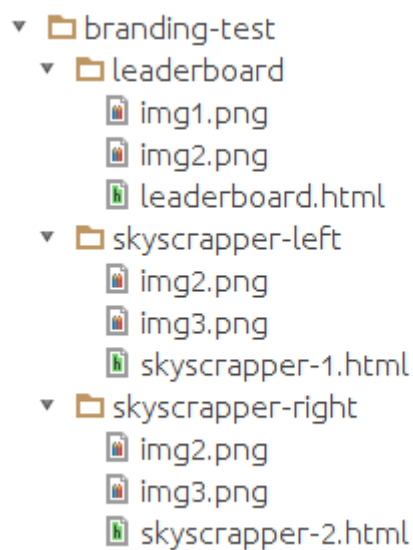 branding-test
leaderboard
img1.png
img2.png
leaderboard.html
skyscrapper-left
img2.png
img3.png
skyscrapper-1.html
skyscrapper-right
img2.png
img3.png
skyscrapper-2.html